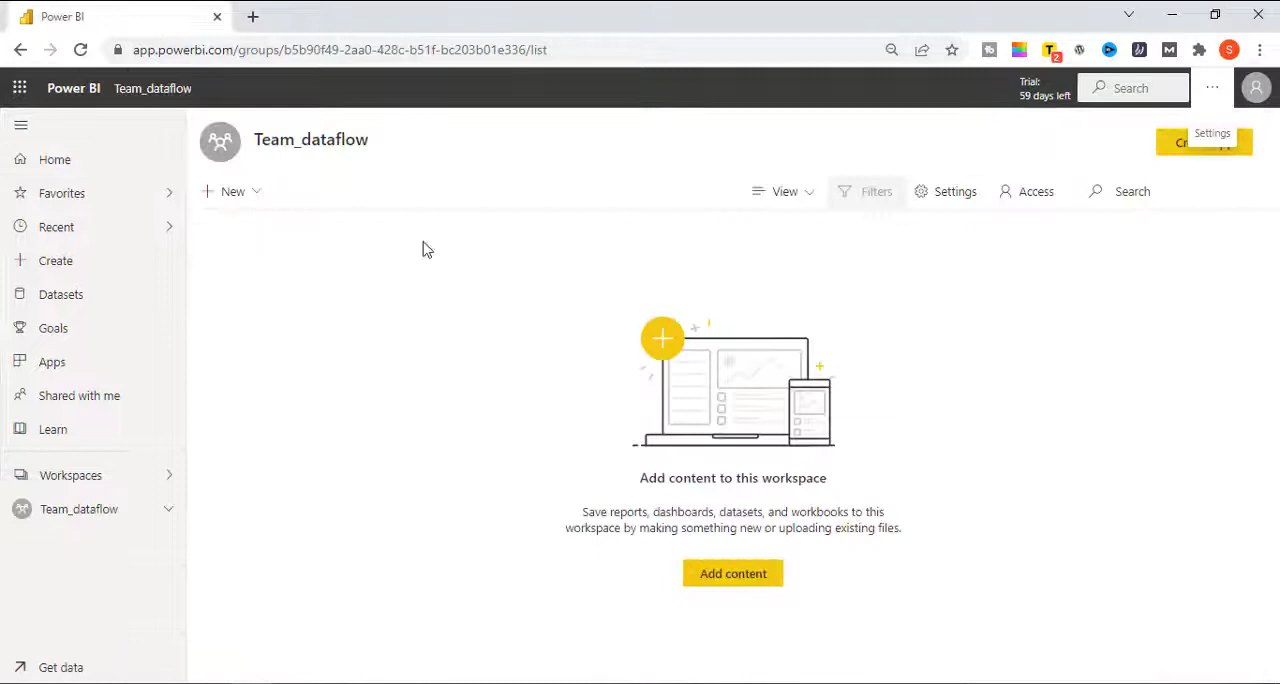 Power BI
app.powerbi.com/groups/b5b90f49-2aa0-428c-b51f-bc203b01e336/list
T
2
M
S
Power BI
Team_dataflow
Trial:
59 days left
Search
Settings
Team_dataflow
New
View
Filters
Settings
Access
Search
Home
Favorites
Recent
Create
Datasets
Goals
Apps
Shared with me
Learn
Workspaces
Team_dataflow
Get data
Add content to this workspace
Save reports, dashboards, datasets, and workbooks to this
workspace by making something new or uploading existing files.
Add content